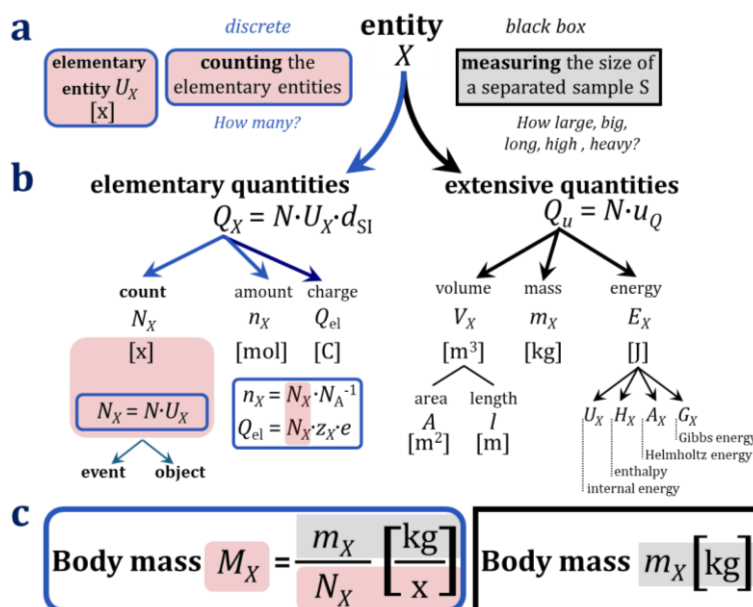 a
discrete
entity
X
black box
elementary
entity U_X
[x]
counting the
elementary entities
measuring the size of
a separated sample S
How many?
How large, big,
long, high , heavy?
b
elementary quantities
Q_X = N·U_X·d_SI
extensive quantities
Q_u = N·u_Q
count
amount
charge
volume
mass
energy
N_X
n_X
Q_el
V_X
m_X
E_X
[x]
[mol]
[C]
[m³]
[kg]
[J]
N_X = N·U_X
n_X = N_X·N_A⁻¹
Q_el = N_X·z_X·e
event
object
area
length
A
l
[m²]
[m]
U_X
H_X
A_X
G_X
Gibbs energy
Helmholtz energy
enthalpy
internal energy
c
Body mass M_X = m_X / N_X [kg / x]
Body mass m_X [kg]